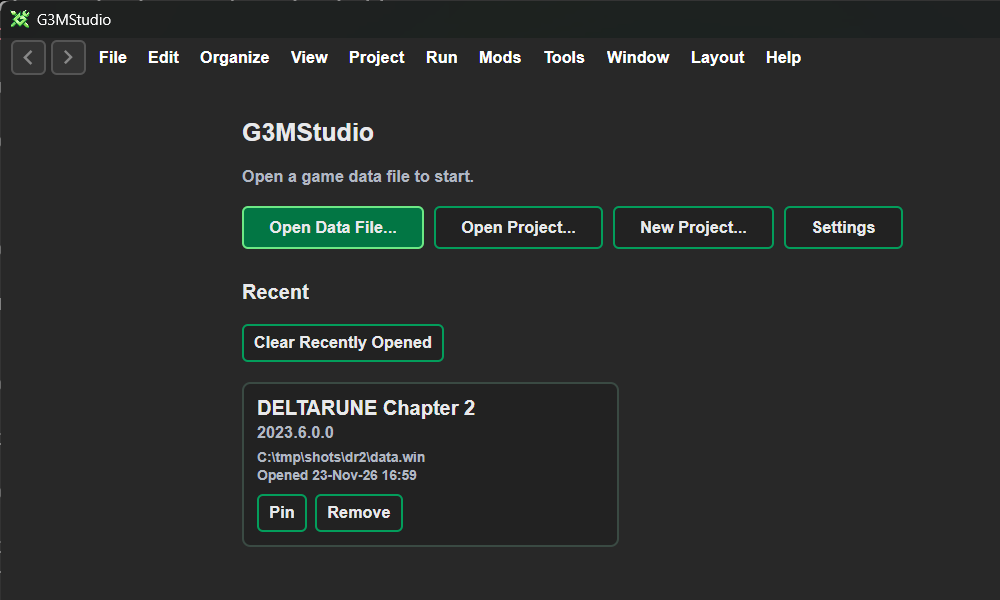 G3MStudio
File Edit Organize View Project Run Mods Tools Window Layout Help
G3MStudio
Open a game data file to start.
Open Data File... Open Project... New Project... Settings
Recent
Clear Recently Opened
DELTARUNE Chapter 2
2023.6.0.0
C:\tmp\shots\dr2\data.win
Opened 23-Nov-26 16:59
Pin Remove